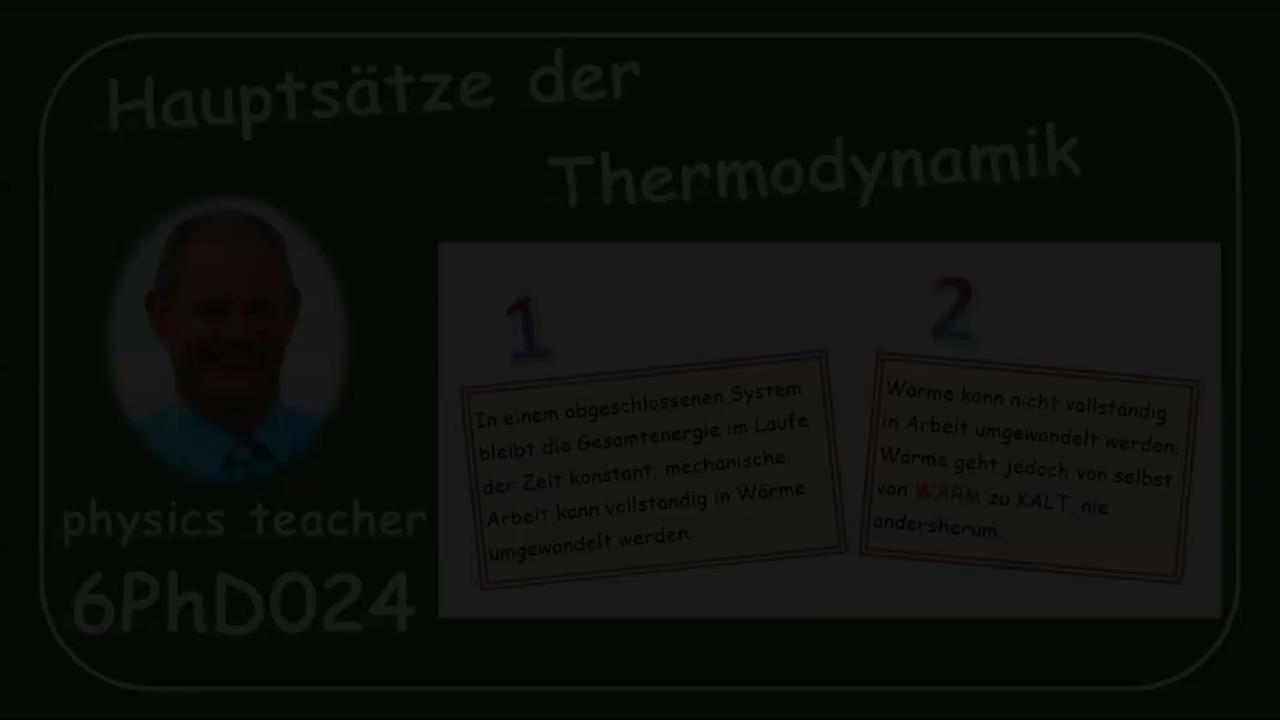 Hauptsätze der
Thermodynamik
1
In einem abgeschlossenen System
bleibt die Gesamtenergie im Laufe
der Zeit konstant; mechanische
Arbeit kann vollständig in Wärme
umgewandelt werden.
2
Wärme kann nicht vollständig
in Arbeit umgewandelt werden;
Wärme geht jedoch von selbst
von WARM zu KALT, nie
andersherum.
physics teacher
6PhD024